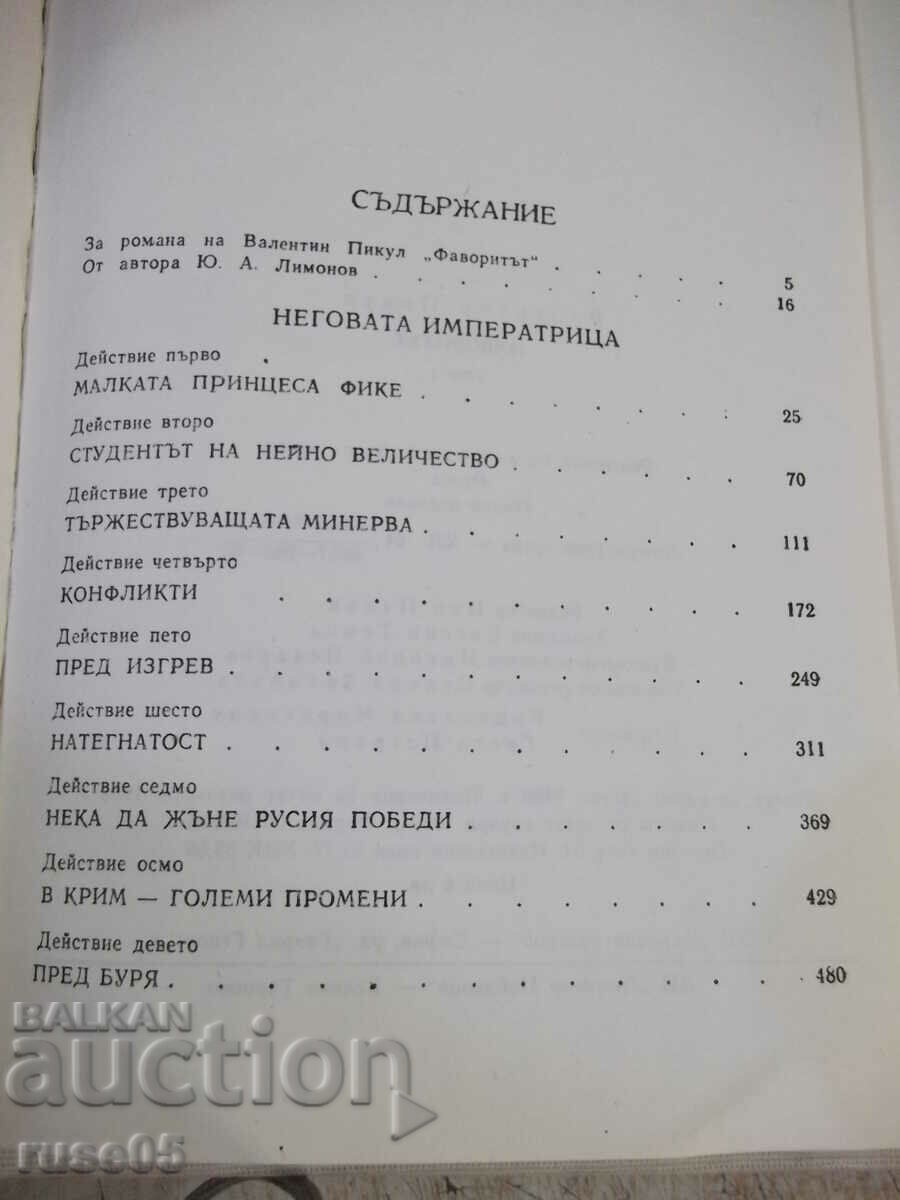 СЪДЪРЖАНИЕ
За романа на Валентин Пикул „Фаворитът“ . . . . . 5
От автора Ю. А. Лимонов . . . . . . . . 16
НЕГОВАТА ИМПЕРАТРИЦА
Действие първо
МАЛКАТА ПРИНЦЕСА ФИКЕ . . . . . . . . 25
Действие второ
СТУДЕНТЪТ НА НЕЙНО ВЕЛИЧЕСТВО . . . . . . . 70
Действие трето
ТЪРЖЕСТВУВАЩАТА МИНЕРВА . . . . . . . . . 111
Действие четвърто
КОНФЛИКТИ . . . . . . . . . . . 172
Действие пето
ПРЕД ИЗГРЕВ . . . . . . . . . . . . 249
Действие шесто
НАТЕГНАТОСТ . . . . . . . . . . . . 311
Действие седмо
НЕКА ДА ЖЪНЕ РУСИЯ ПОБЕДИ . . . . . . . . 369
Действие осмо
В КРИМ — ГОЛЕМИ ПРОМЕНИ . . . . . . . . 429
Действие девето
ПРЕД БУРЯ . . . . . . . . . . . . . . 480
BALKAN
auction
ruse05